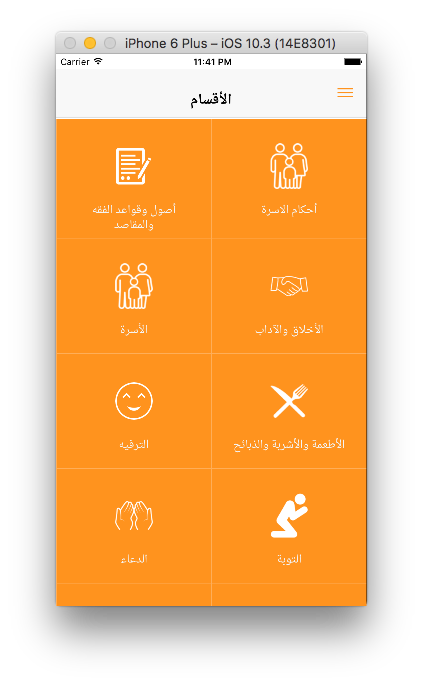 iPhone 6 Plus – iOS 10.3 (14E8301)
Carrier 11:41 PM
الأقسام
أحكام الاسرة
أصول وقواعد الفقه
والمقاصد
الأخلاق والآداب
الأسرة
الأطعمة والأشربة والذبائح
الترفيه
التوبة
الدعاء